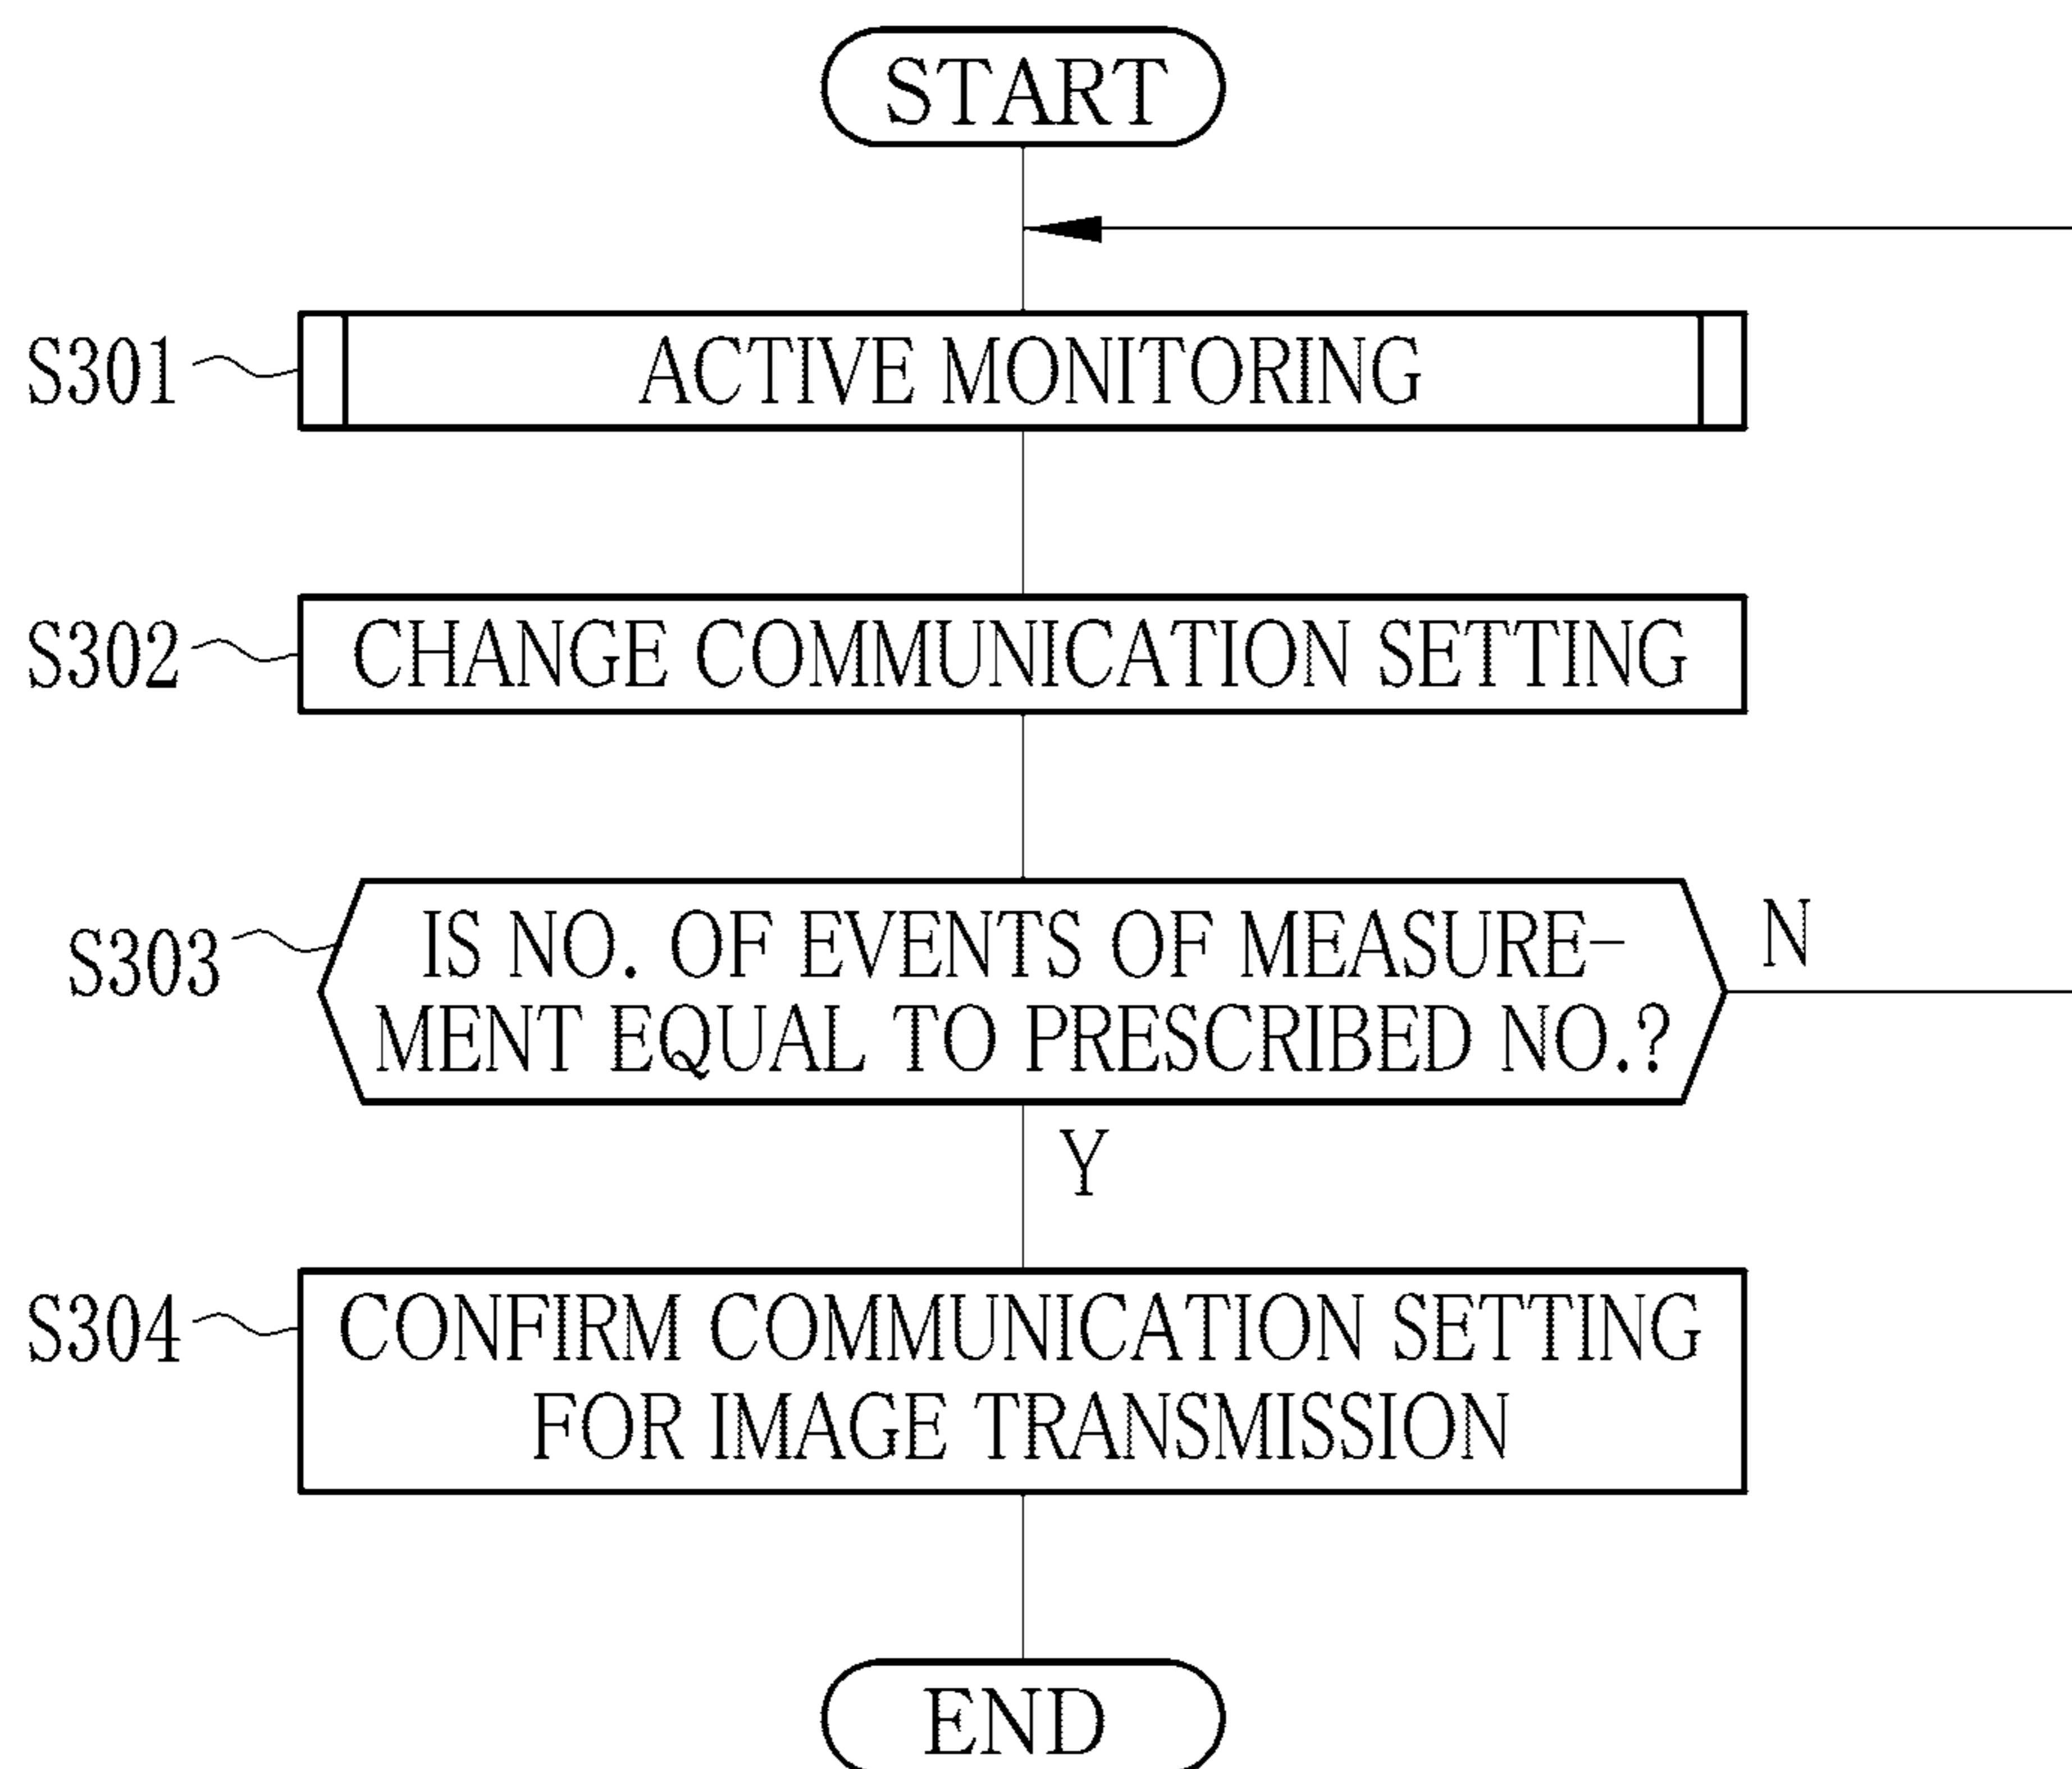 START
S301
ACTIVE MONITORING
S302
CHANGE COMMUNICATION SETTING
S303
IS NO. OF EVENTS OF MEASURE-
MENT EQUAL TO PRESCRIBED NO.?
N
Y
S304
CONFIRM COMMUNICATION SETTING
FOR IMAGE TRANSMISSION
END